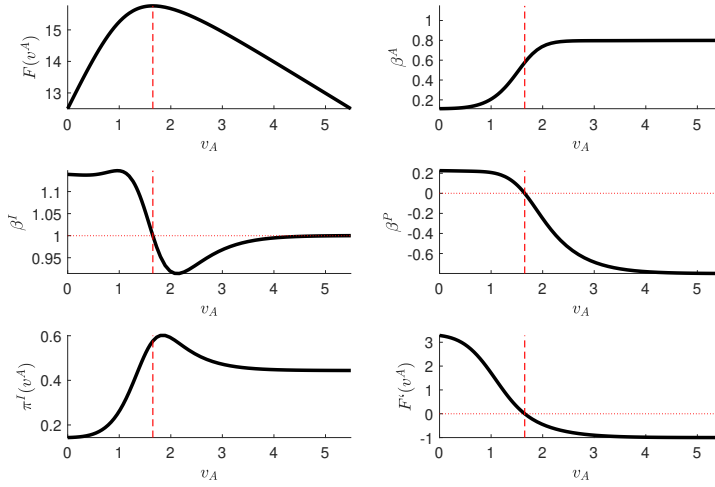 15
14
13
F(v^A)
0 1 2 3 4 5
v_A
1
0.8
0.6
0.4
0.2
β^A
0 1 2 3 4 5
v_A
1.1
1.05
1
0.95
β^I
0 1 2 3 4 5
v_A
0.2
0
-0.2
-0.4
-0.6
β^P
0 1 2 3 4 5
v_A
0.6
0.4
0.2
π^I(v^A)
0 1 2 3 4 5
v_A
3
2
1
0
-1
F‘(v^A)
0 1 2 3 4 5
v_A